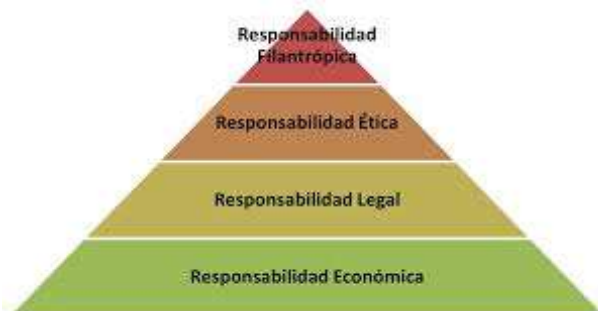 Responsabilidad
Filantrópica
Responsabilidad Ética
Responsabilidad Legal
Responsabilidad Económica